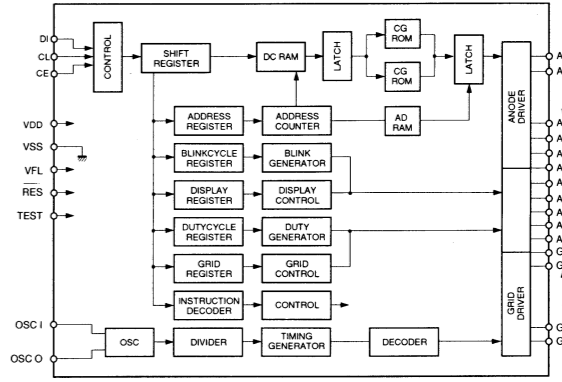 DI
CL
CE
CONTROL
SHIFT
REGISTER
DC RAM
LATCH
CG
ROM
CG
ROM
LATCH
ANODE DRIVER
A
A
ADDRESS
REGISTER
ADDRESS
COUNTER
AD
RAM
VDD
VSS
VFL
RES
TEST
BLINKCYCLE
REGISTER
BLINK
GENERATOR
DISPLAY
REGISTER
DISPLAY
CONTROL
DUTYCYCLE
REGISTER
DUTY
GENERATOR
GRID
REGISTER
GRID
CONTROL
INSTRUCTION
DECODER
CONTROL
A
A
A
A
A
A
A
A
A
G
G
GRID DRIVER
G
G
OSC I
OSC O
OSC
DIVIDER
TIMING
GENERATOR
DECODER